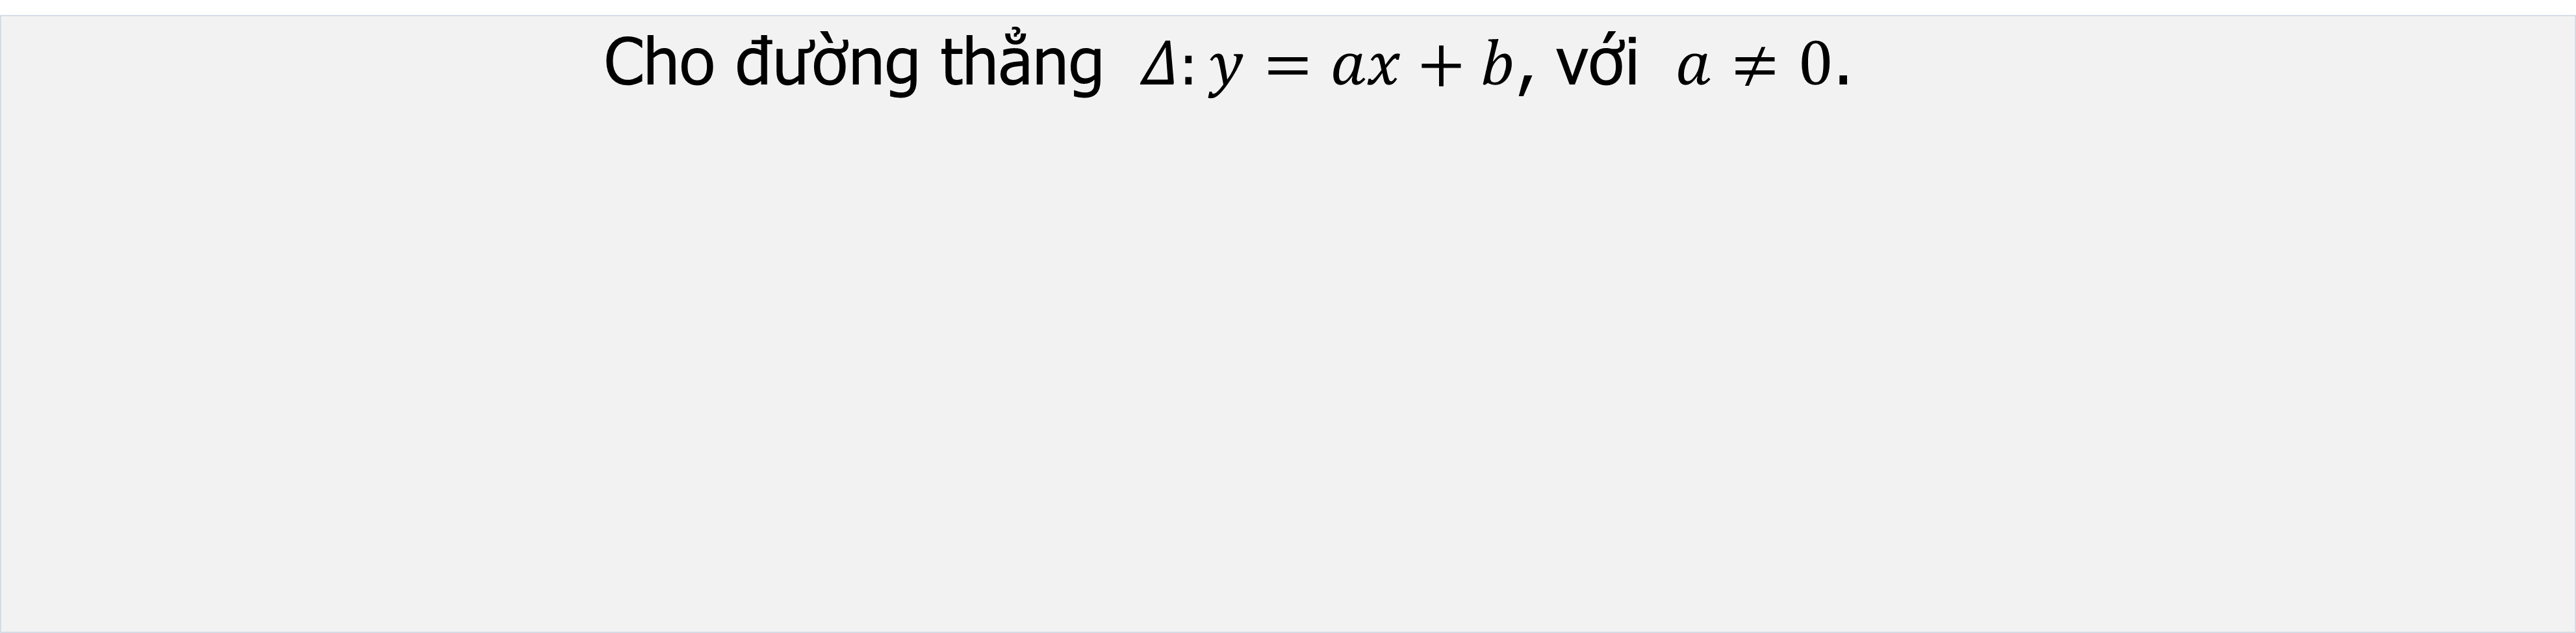 Cho đường thẳng Δ: y = ax + b, với a ≠ 0.